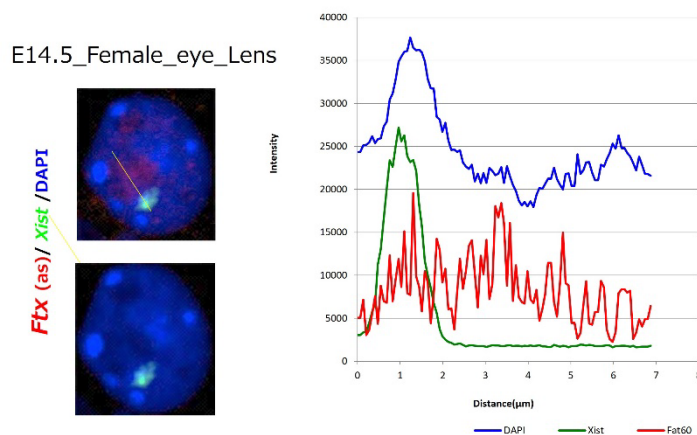 E14.5_Female_eye_Lens
Ftx (as)/ Xist /DAPI
Intensity
40000
35000
30000
25000
20000
15000
10000
5000
0
0 1 2 3 4 5 6 7 8
Distance(μm)
DAPI Xist Fat60